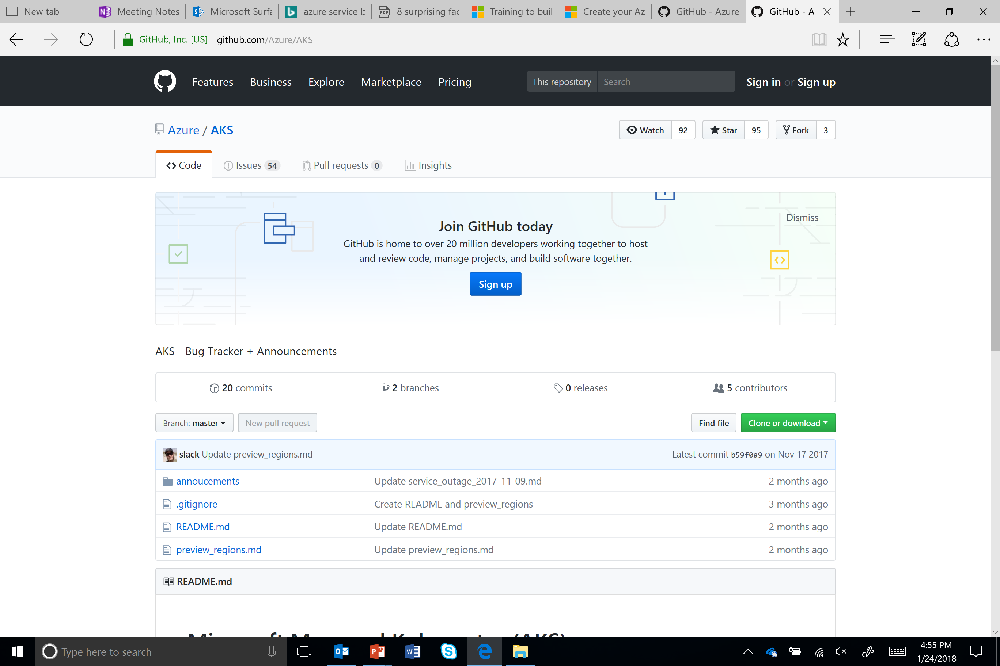 New tab
Meeting Notes
Microsoft Surfa
azure service b
8 surprising fac
Training to buil
Create your Az
GitHub - Azure
GitHub - A
GitHub, Inc. [US] github.com/Azure/AKS
Features Business Explore Marketplace Pricing
This repository Search
Sign in or Sign up
Azure / AKS
Watch 92
Star 95
Fork 3
Code
Issues 54
Pull requests 0
Insights
Dismiss
Join GitHub today
GitHub is home to over 20 million developers working together to host
and review code, manage projects, and build software together.
Sign up
AKS - Bug Tracker + Announcements
20 commits 2 branches 0 releases 5 contributors
Branch: master New pull request Find file Clone or download
slack Update preview_regions.md Latest commit b59f0a9 on Nov 17 2017
annoucements Update service_outage_2017-11-09.md 2 months ago
.gitignore Create README and preview_regions 3 months ago
README.md Update README.md 2 months ago
preview_regions.md Update preview_regions.md 2 months ago
README.md
Type here to search
4:55 PM
1/24/2018